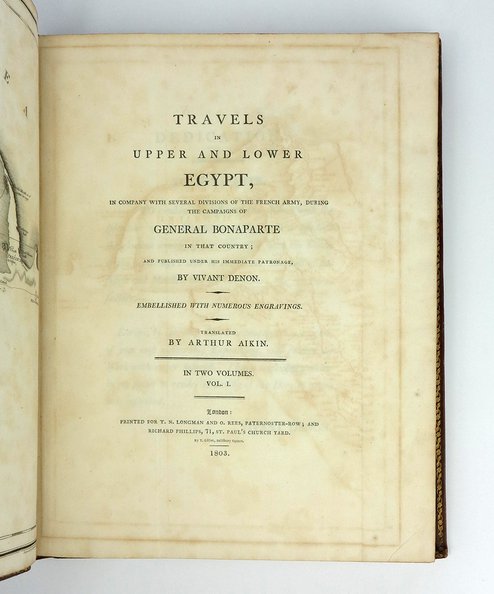 TRAVELS
IN
UPPER AND LOWER
EGYPT,
IN COMPANY WITH SEVERAL DIVISIONS OF THE FRENCH ARMY, DURING
THE CAMPAIGNS OF
GENERAL BONAPARTE
IN THAT COUNTRY;
AND PUBLISHED UNDER HIS IMMEDIATE PATRONAGE,
BY VIVANT DENON.
EMBELLISHED WITH NUMEROUS ENGRAVINGS.
TRANSLATED
BY ARTHUR AIKIN.
IN TWO VOLUMES.
VOL. I.
London:
PRINTED FOR T. N. LONGMAN AND O. REES, PATERNOSTER-ROW; AND
RICHARD PHILLIPS, 71, ST. PAUL'S CHURCH YARD.
Salisbury Square.
1803.